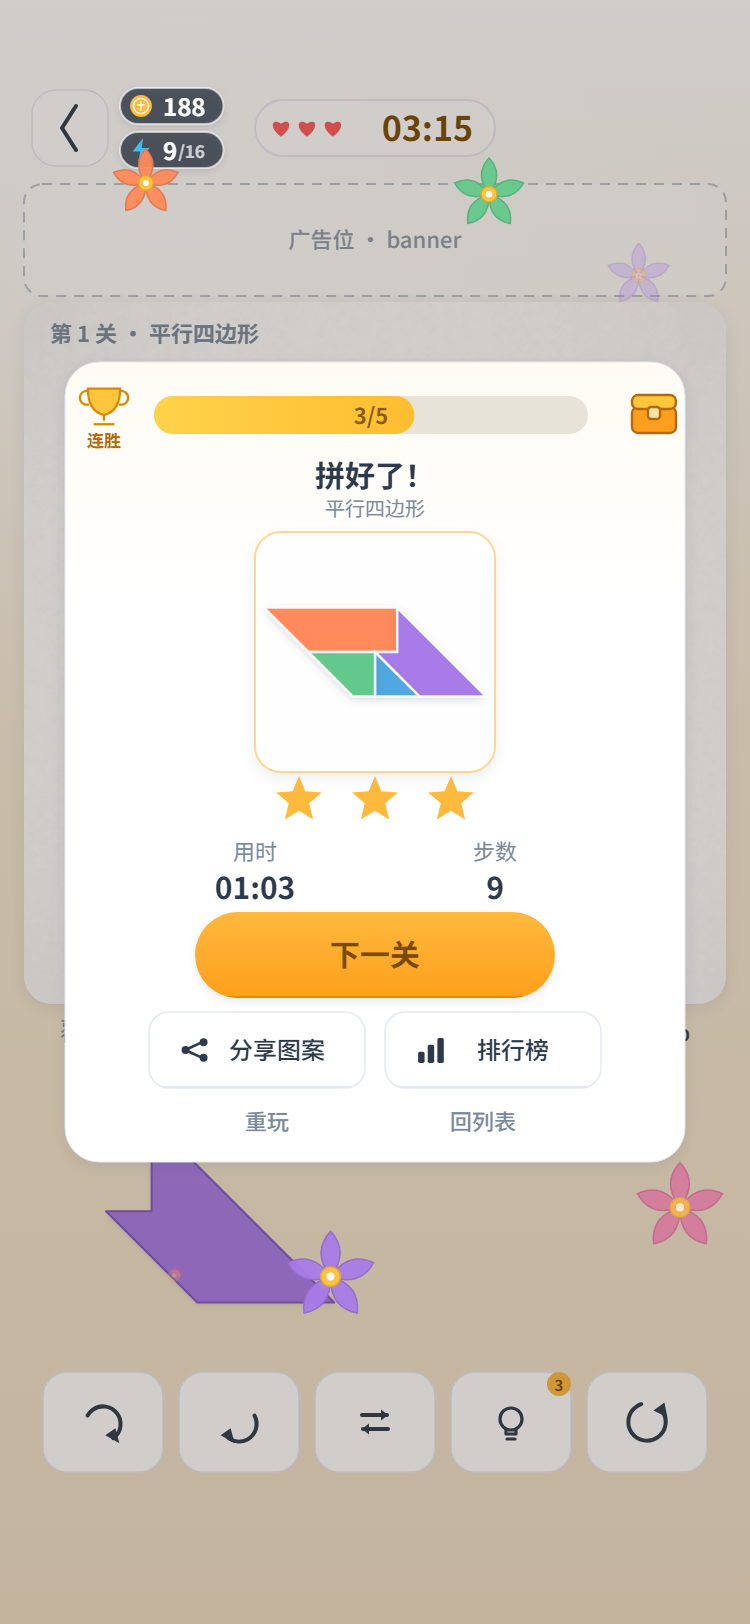 188
9/16
03:15
广告位 · banner
第 1 关 · 平行四边形
连胜
3/5
拼好了!
平行四边形
用时
步数
01:03
9
下一关
分享图案
排行榜
重玩
回列表
3